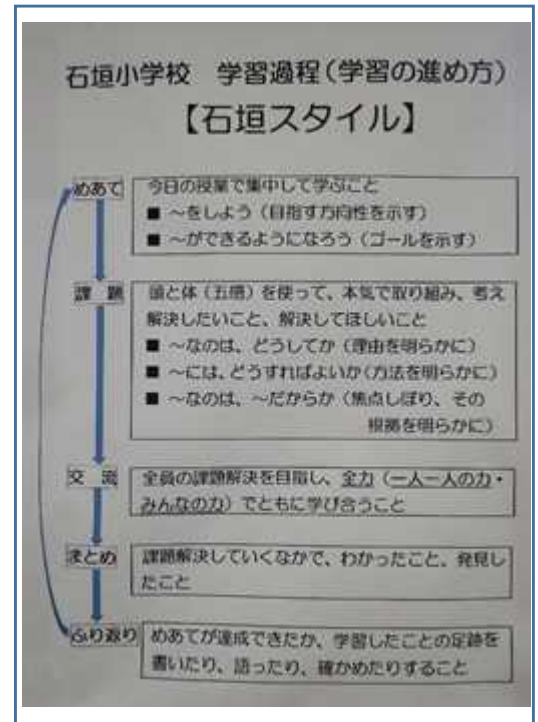 石垣小学校 学習過程(学習の進め方)
【石垣スタイル】
めあて
今日の授業で集中して学ぶこと
■ ～をしよう(目指す方向性を示す)
■ ～ができるようになろう(ゴールを示す)
課 題
頭と体(五感)を使って、本気で取り組み、考え
解決したいこと、解決してほしいこと
■ ～なのは、どうしてか(理由を明らかに)
■ ～には、どうすればよいか(方法を明らかに)
■ ～なのは、～だからか(焦点しぼり、その
根拠を明らかに)
交 流
全員の課題解決を目指し、全力(一人一人の力・
みんなの力)でともに学び合うこと
まとめ
課題解決していくなかで、わかったこと、発見し
たこと
ふり返り
めあてが達成できたか、学習したことの足跡を
書いたり、語ったり、確かめたりすること